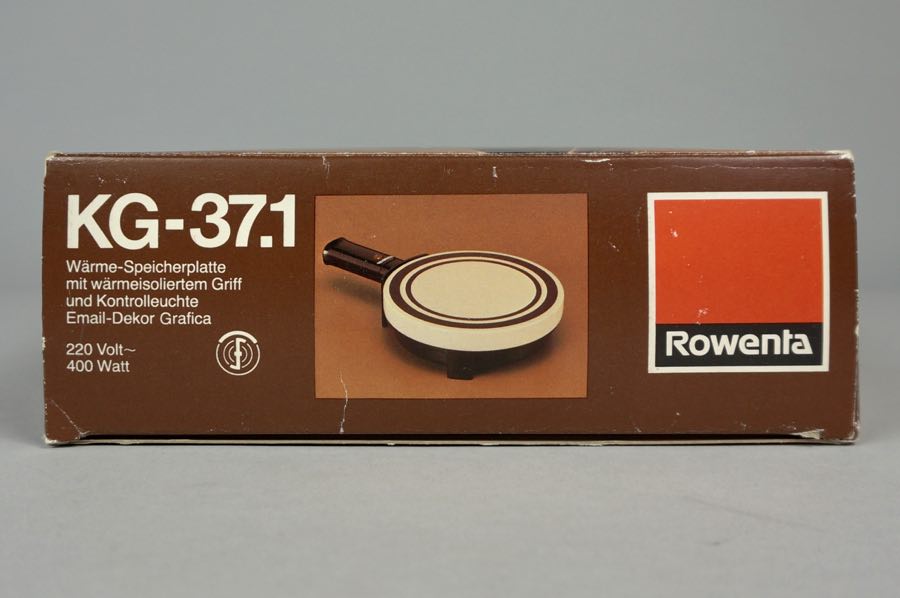 KG-37.1
Wärme-Speicherplatte
mit wärmeisoliertem Griff
und Kontrolleuchte
Email-Dekor Grafica
220 Volt~
400 Watt
Rowenta